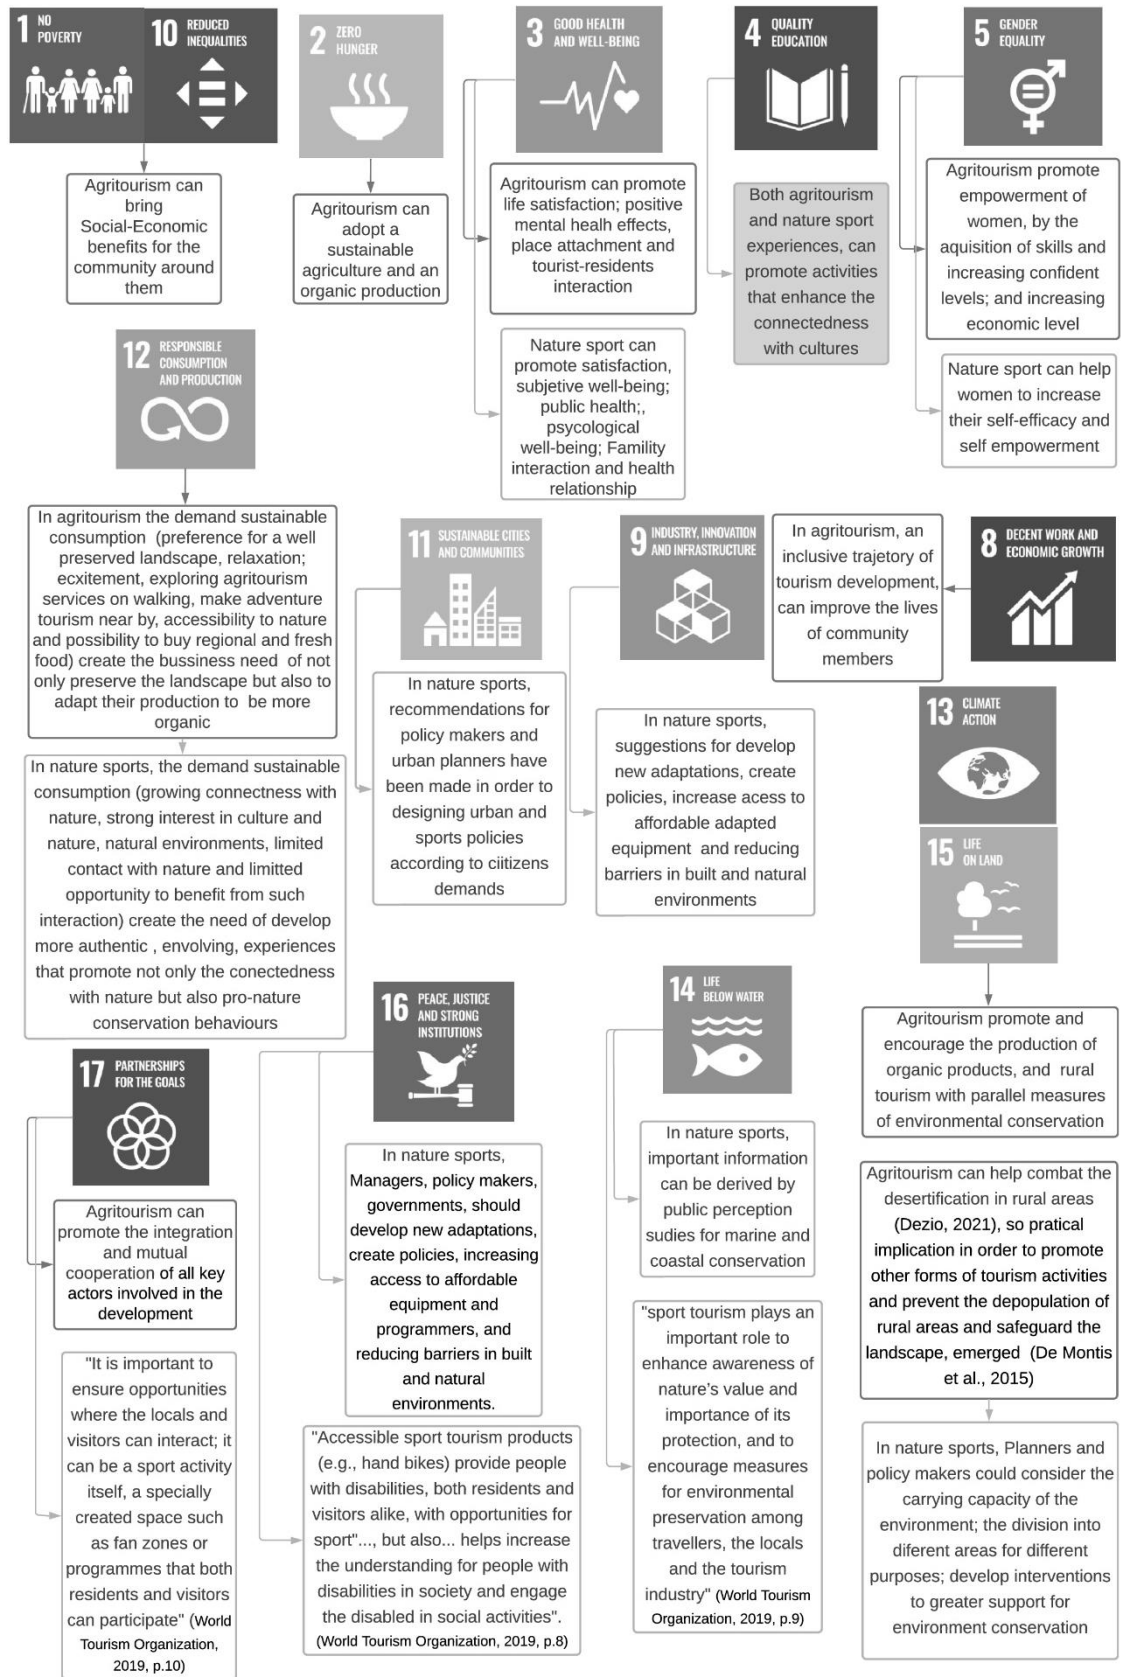 1 NO
POVERTY
10 REDUCED
INEQUALITIES
Agritourism can
bring
Social-Economic
benefits for the
community around
them
2 ZERO
HUNGER
Agritourism can
adopt a
sustainable
agriculture and an
organic production
3 GOOD HEALTH
AND WELL-BEING
Agritourism can promote
life satisfaction; positive
mental healh effects,
place attachment and
tourist-residents
interaction
Nature sport can
promote satisfaction,
subjetive well-being;
public health;,
psycological
well-being; Famility
interaction and health
relationship
4 QUALITY
EDUCATION
Both agritourism
and nature sport
experiences, can
promote activities
that enhance the
connectedness
with cultures
5 GENDER
EQUALITY
Agritourism promote
empowerment of
women, by the
aquisition of skills and
increasing confident
levels; and increasing
economic level
Nature sport can help
women to increase
their self-efficacy and
self empowerment
12 RESPONSIBLE
CONSUMPTION
AND PRODUCTION
In agritourism the demand sustainable
consumption (preference for a well
preserved landscape, relaxation;
ecxitement, exploring agritourism
services on walking, make adventure
tourism near by, accessibility to nature
and possibility to buy regional and fresh
food) create the bussiness need of not
only preserve the landscape but also to
adapt their production to be more
organic
In nature sports, the demand sustainable
consumption (growing connectness with
nature, strong interest in culture and
nature, natural environments, limited
contact with nature and limitted
opportunity to benefit from such
interaction) create the need of develop
more authentic , envolving, experiences
that promote not only the conectedness
with nature but also pro-nature
conservation behaviours
11 SUSTAINABLE CITIES
AND COMMUNITIES
In nature sports,
recommendations for
policy makers and
urban planners have
been made in order to
designing urban and
sports policies
according to ciitizens
demands
9 INDUSTRY, INNOVATION
AND INFRASTRUCTURE
In nature sports,
suggestions for develop
new adaptations, create
policies, increase acess to
affordable adapted
equipment and reducing
barriers in built and natural
environments
In agritourism, an
inclusive trajetory of
tourism development,
can improve the lives
of community
members
8 DECENT WORK AND
ECONOMIC GROWTH
13 CLIMATE
ACTION
15 LIFE
ON LAND
Agritourism promote and
encourage the production of
organic products, and rural
tourism with parallel measures
of environmental conservation
Agritourism can help combat the
desertification in rural areas
(Dezio, 2021), so pratical
implication in order to promote
other forms of tourism activities
and prevent the depopulation of
rural areas and safeguard the
landscape, emerged (De Montis
et al., 2015)
In nature sports, Planners and
policy makers could consider the
carrying capacity of the
environment; the division into
diferent areas for different
purposes; develop interventions
to greater support for
environment conservation
17 PARTNERSHIPS
FOR THE GOALS
Agritourism can
promote the integration
and mutual
cooperation of all key
actors involved in the
development
"It is important to
ensure opportunities
where the locals and
visitors can interact; it
can be a sport activity
itself, a specially
created space such
as fan zones or
programmes that both
residents and visitors
can participate" (World
Tourism Organization,
2019, p.10)
16 PEACE, JUSTICE
AND STRONG
INSTITUTIONS
In nature sports,
Managers, policy makers,
governments, should
develop new adaptations,
create policies, increasing
access to affordable
equipment and
programmers, and
reducing barriers in built
and natural
environments.
"Accessible sport tourism products
(e.g., hand bikes) provide people
with disabilities, both residents and
visitors alike, with opportunities for
sport"..., but also... helps increase
the understanding for people with
disabilities in society and engage
the disabled in social activities".
(World Tourism Organization, 2019, p.8)
14 LIFE
BELOW WATER
In nature sports,
important information
can be derived by
public perception
sudies for marine and
coastal conservation
"sport tourism plays an
important role to
enhance awareness of
nature's value and
importance of its
protection, and to
encourage measures
for environmental
preservation among
travellers, the locals
and the tourism
industry" (World Tourism
Organization, 2019, p.9)